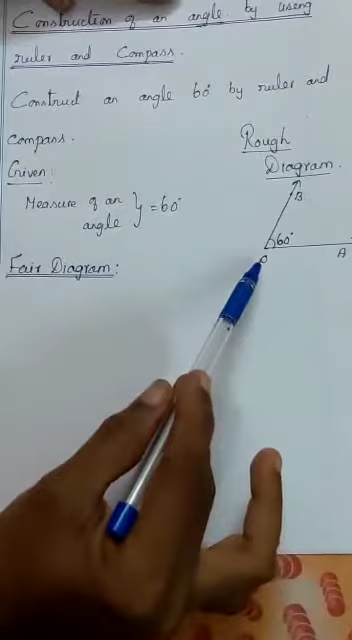 Construction of an angle by using
ruler and Compass.
Construct an angle 60° by ruler and
compass.
Given:
Measure of an
angle } = 60°
Rough
Diagram.
B
60°
O
A
Fair Diagram: